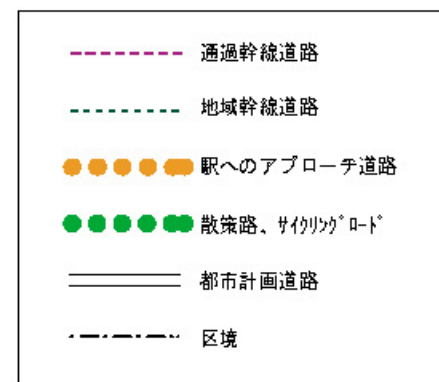 通過幹線道路
地域幹線道路
駅へのアプローチ道路
散策路、ｻｲｸﾘﾝｸﾞﾛｰﾄﾞ
都市計画道路
区境